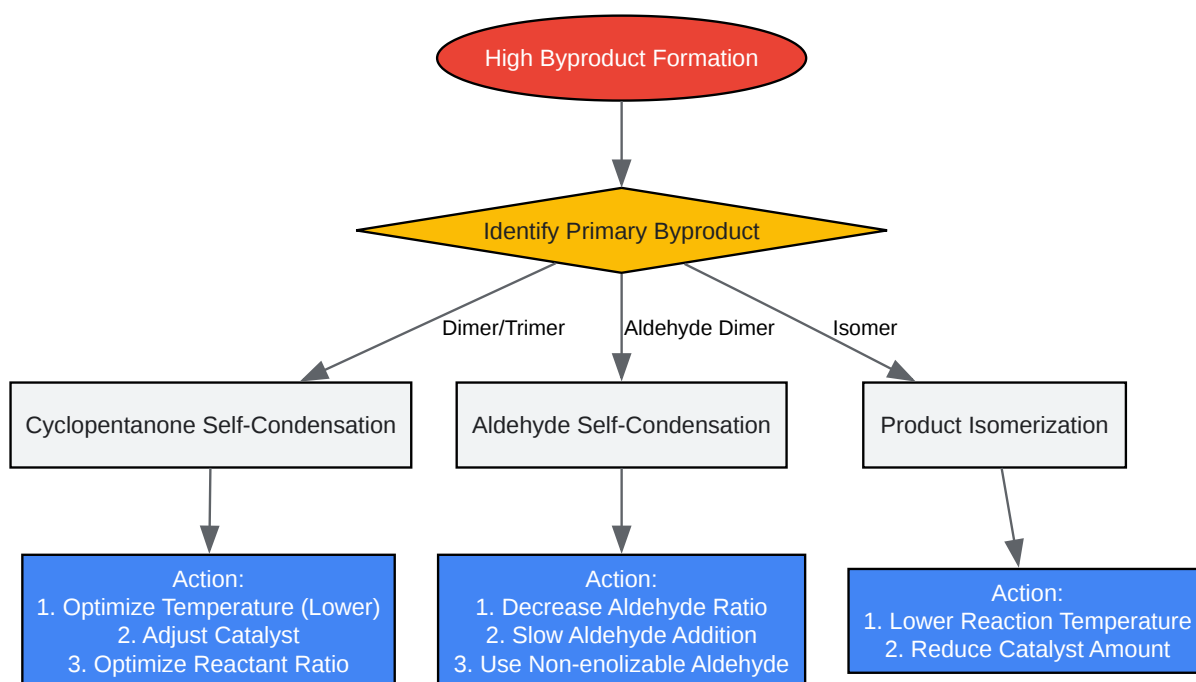 High Byproduct Formation
Identify Primary Byproduct
Dimer/Trimer
Aldehyde Dimer
Isomer
Cyclopentanone Self-Condensation
Aldehyde Self-Condensation
Product Isomerization
Action:
1. Optimize Temperature (Lower)
2. Adjust Catalyst
3. Optimize Reactant Ratio
Action:
1. Decrease Aldehyde Ratio
2. Slow Aldehyde Addition
3. Use Non-enolizable Aldehyde
Action:
1. Lower Reaction Temperature
2. Reduce Catalyst Amount